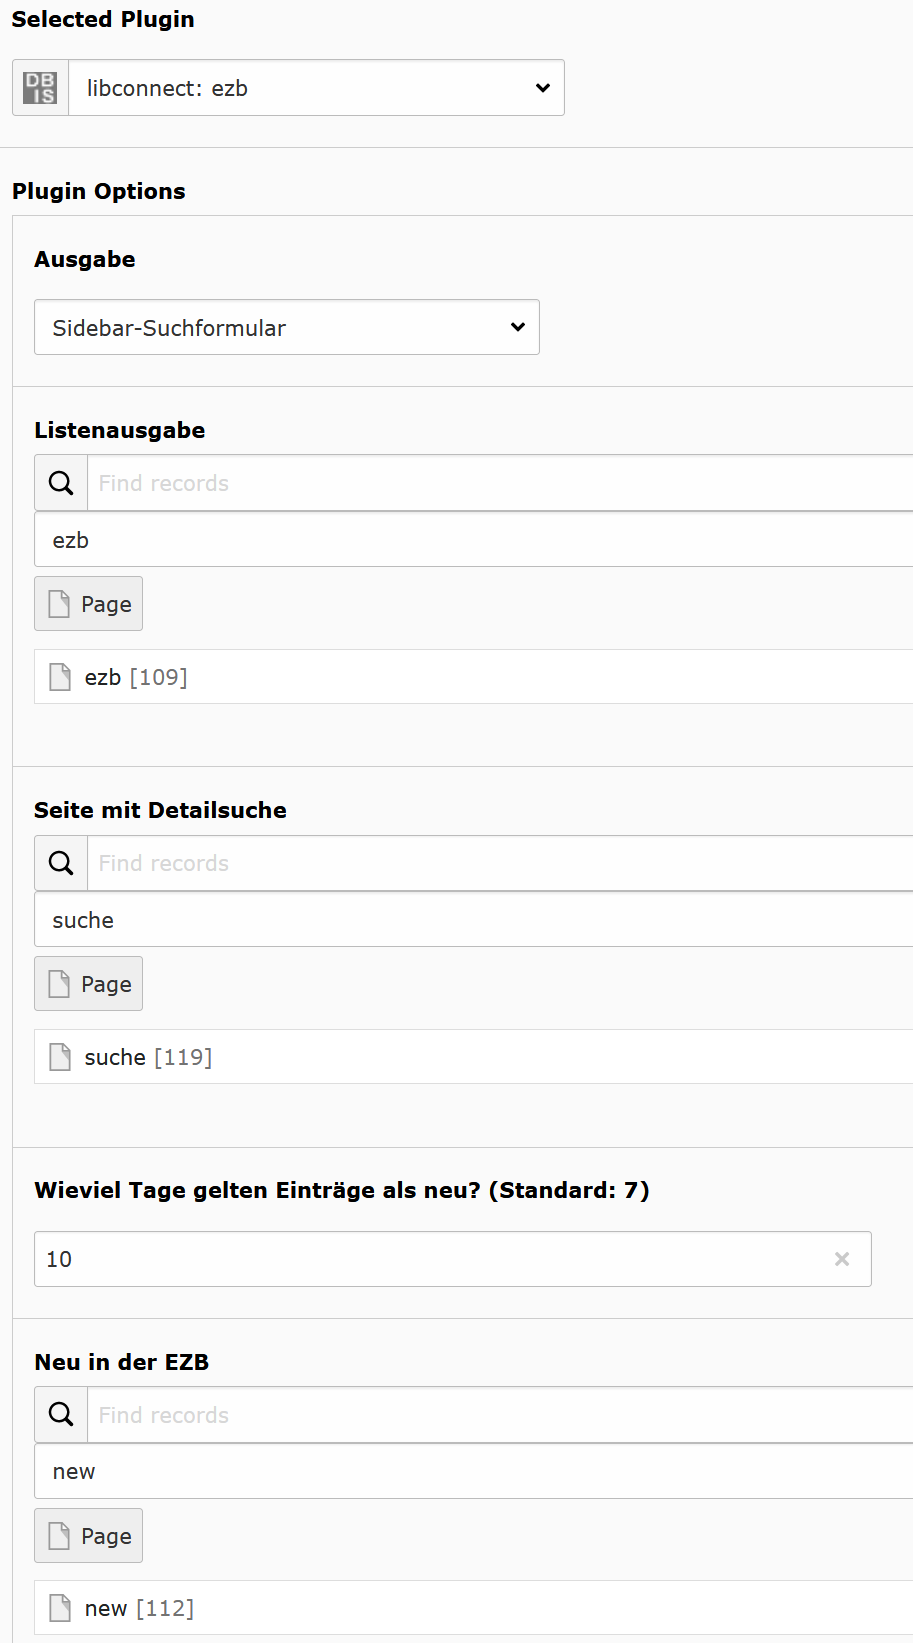 Selected Plugin
DB IS
libconnect: ezb
Plugin Options
Ausgabe
Sidebar-Suchformular
Listenausgabe
Find records
ezb
Page
ezb [109]
Seite mit Detailsuche
Find records
suche
Page
suche [119]
Wieviel Tage gelten Einträge als neu? (Standard: 7)
10
Neu in der EZB
Find records
new
Page
new [112]